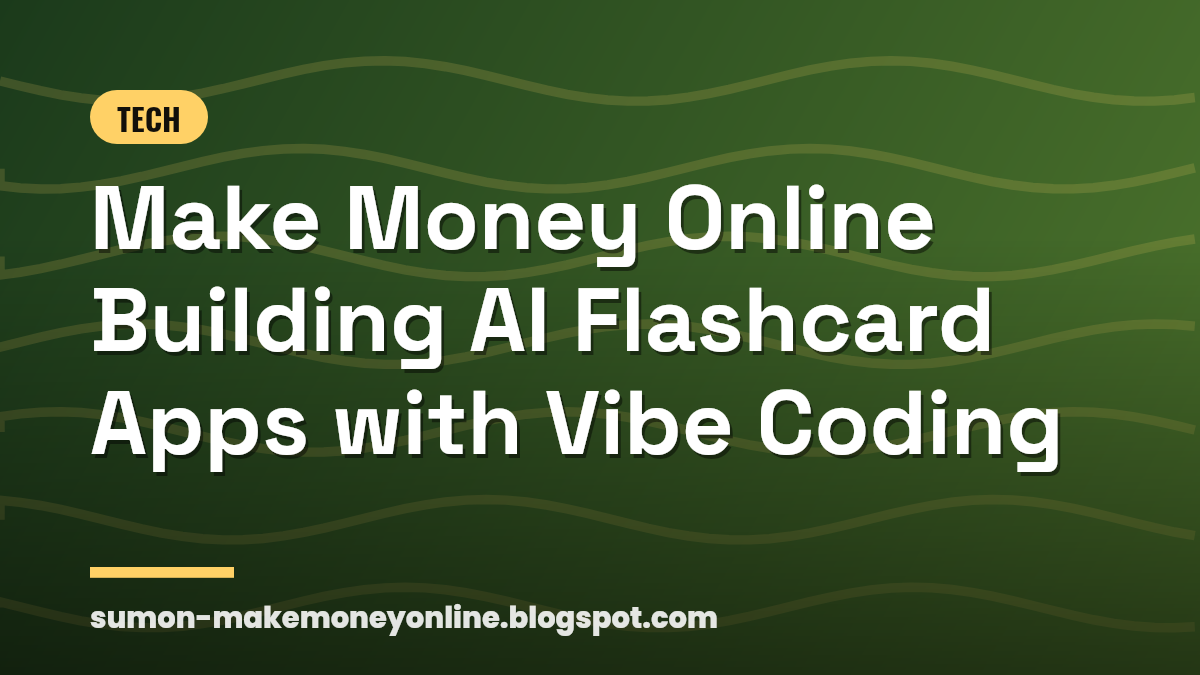 TECH
Make Money Online
Building AI Flashcard
Apps with Vibe Coding
sumon-makemoneyonline.blogspot.com